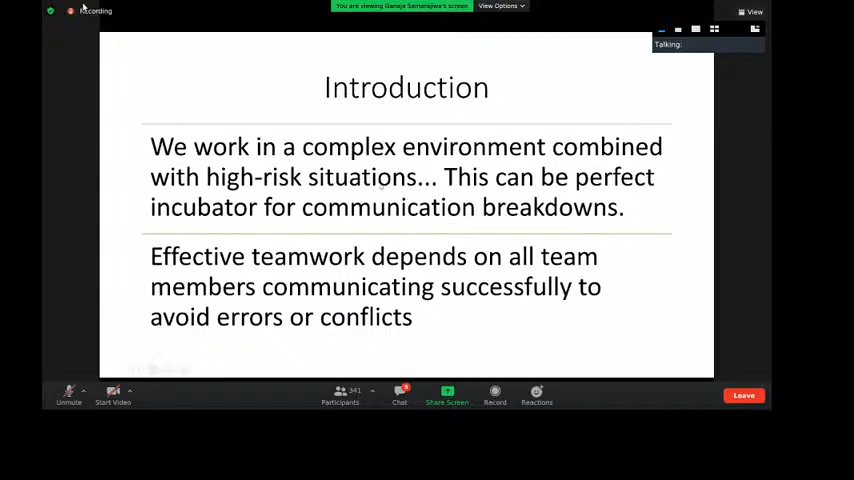 Recording
You are viewing Ganaja Samarajiwa's screen
View Options
View
Talking:
Introduction
We work in a complex environment combined
with high-risk situations... This can be perfect
incubator for communication breakdowns.
Effective teamwork depends on all team
members communicating successfully to
avoid errors or conflicts
Unmute
Start Video
341
Participants
Chat
Share Screen
Record
Reactions
Leave